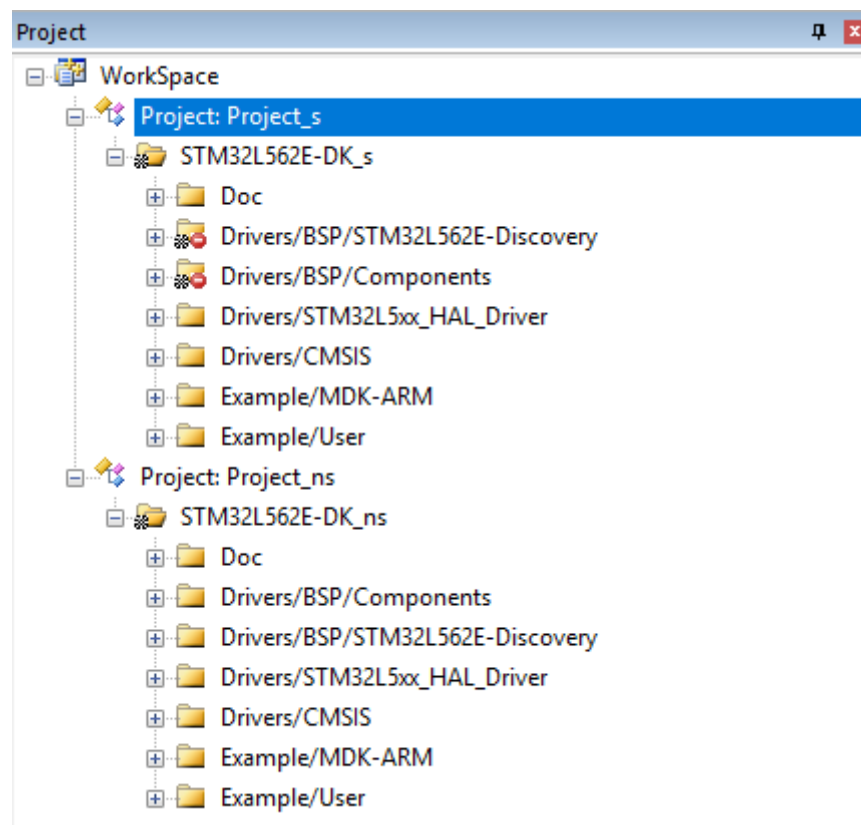 Project
WorkSpace
Project: Project_s
STM32L562E-DK_s
Doc
Drivers/BSP/STM32L562E-Discovery
Drivers/BSP/Components
Drivers/STM32L5xx_HAL_Driver
Drivers/CMSIS
Example/MDK-ARM
Example/User
Project: Project_ns
STM32L562E-DK_ns
Doc
Drivers/BSP/Components
Drivers/BSP/STM32L562E-Discovery
Drivers/STM32L5xx_HAL_Driver
Drivers/CMSIS
Example/MDK-ARM
Example/User